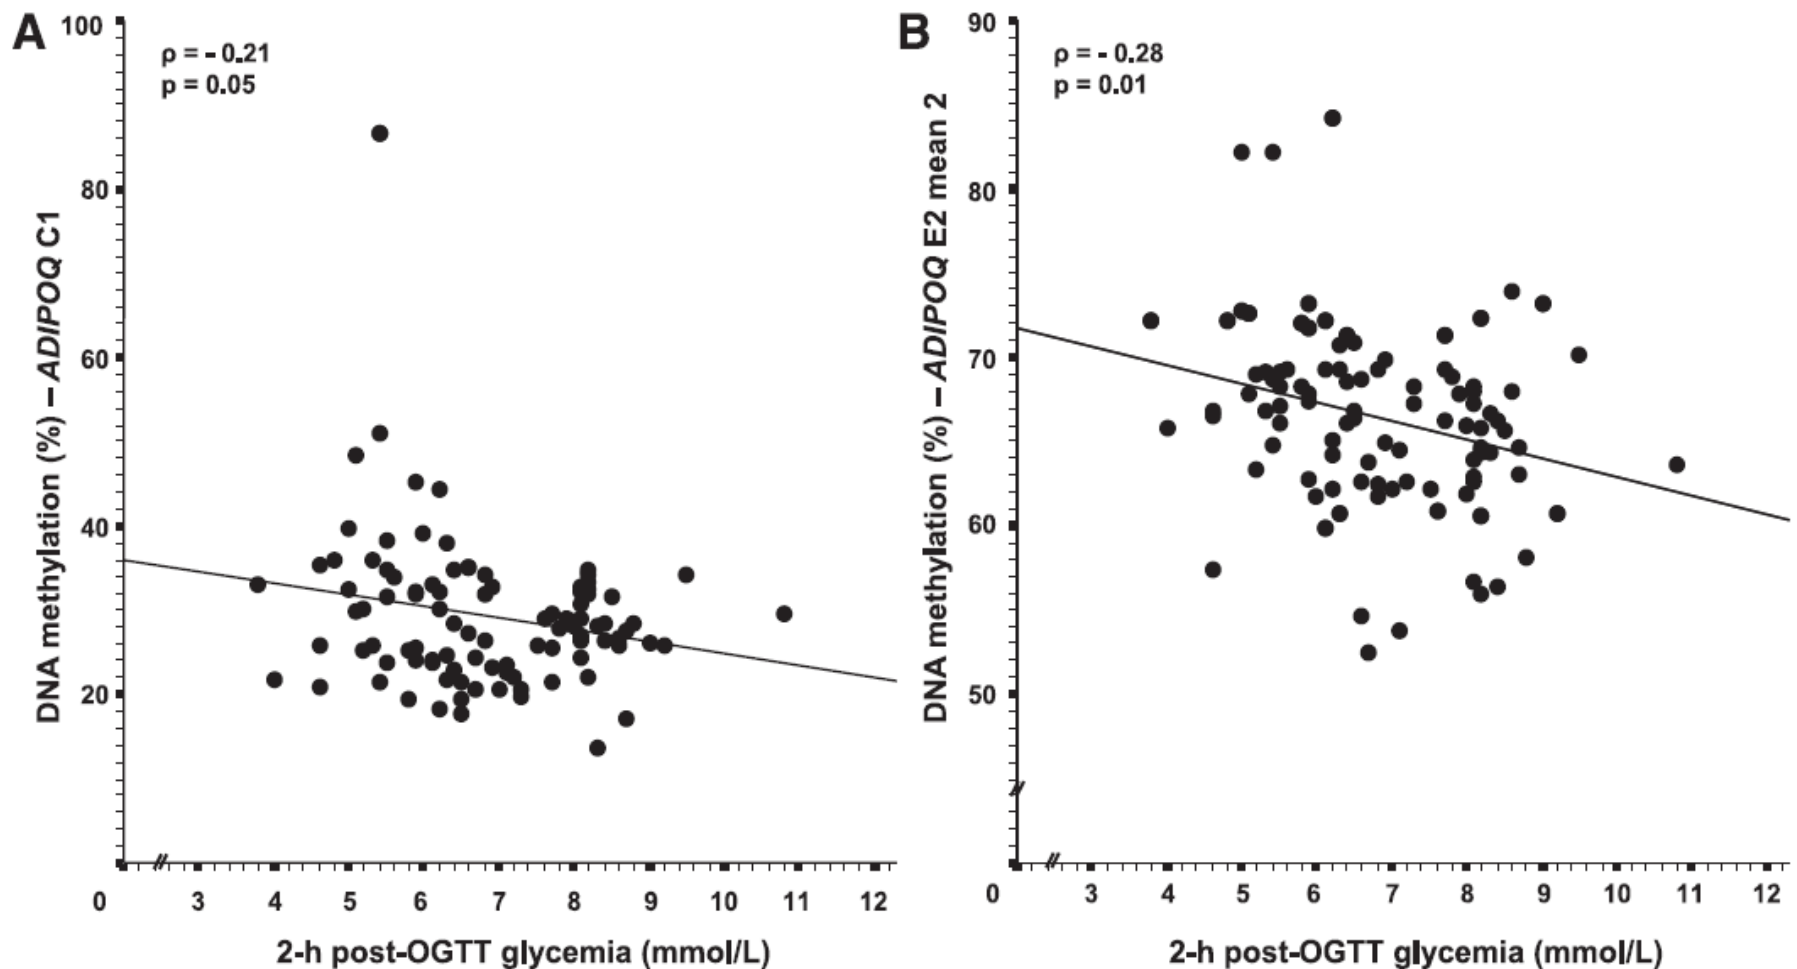 A
ρ = - 0.21
p = 0.05
100
80
60
40
20
DNA methylation (%) – ADIPOQ C1
0 3 4 5 6 7 8 9 10 11 12
2-h post-OGTT glycemia (mmol/L)
B
ρ = - 0.28
p = 0.01
90
80
70
60
50
DNA methylation (%) – ADIPOQ E2 mean 2
0 3 4 5 6 7 8 9 10 11 12
2-h post-OGTT glycemia (mmol/L)